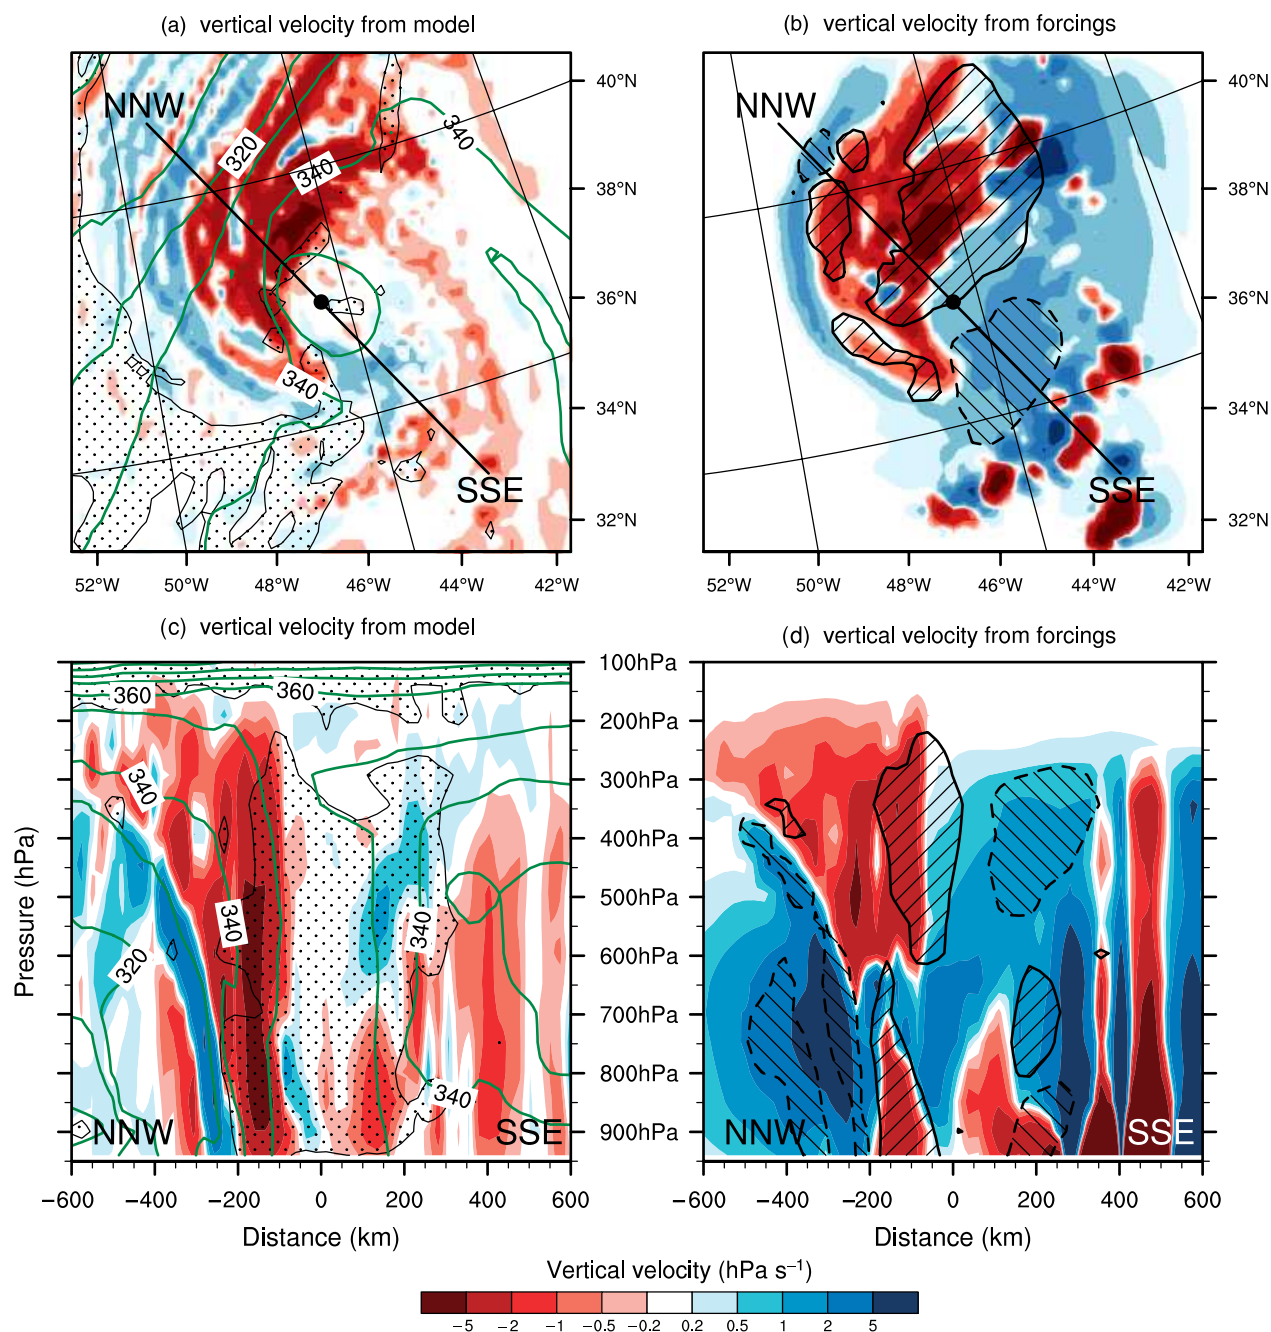 (a) vertical velocity from model
(b) vertical velocity from forcings
NNW
320
340
340
340
SSE
40°N
38°N
36°N
34°N
32°N
52°W 50°W 48°W 46°W 44°W 42°W
NNW
SSE
40°N
38°N
36°N
34°N
32°N
52°W 50°W 48°W 46°W 44°W 42°W
(c) vertical velocity from model
(d) vertical velocity from forcings
Pressure (hPa)
360
360
340
340
340
320
340
NNW
SSE
100hPa
200hPa
300hPa
400hPa
500hPa
600hPa
700hPa
800hPa
900hPa
−600 −400 −200 0 200 400 600
Distance (km)
NNW
SSE
−600 −400 −200 0 200 400 600
Distance (km)
Vertical velocity (hPa s⁻¹)
−5 −2 −1 −0.5 −0.2 0.2 0.5 1 2 5